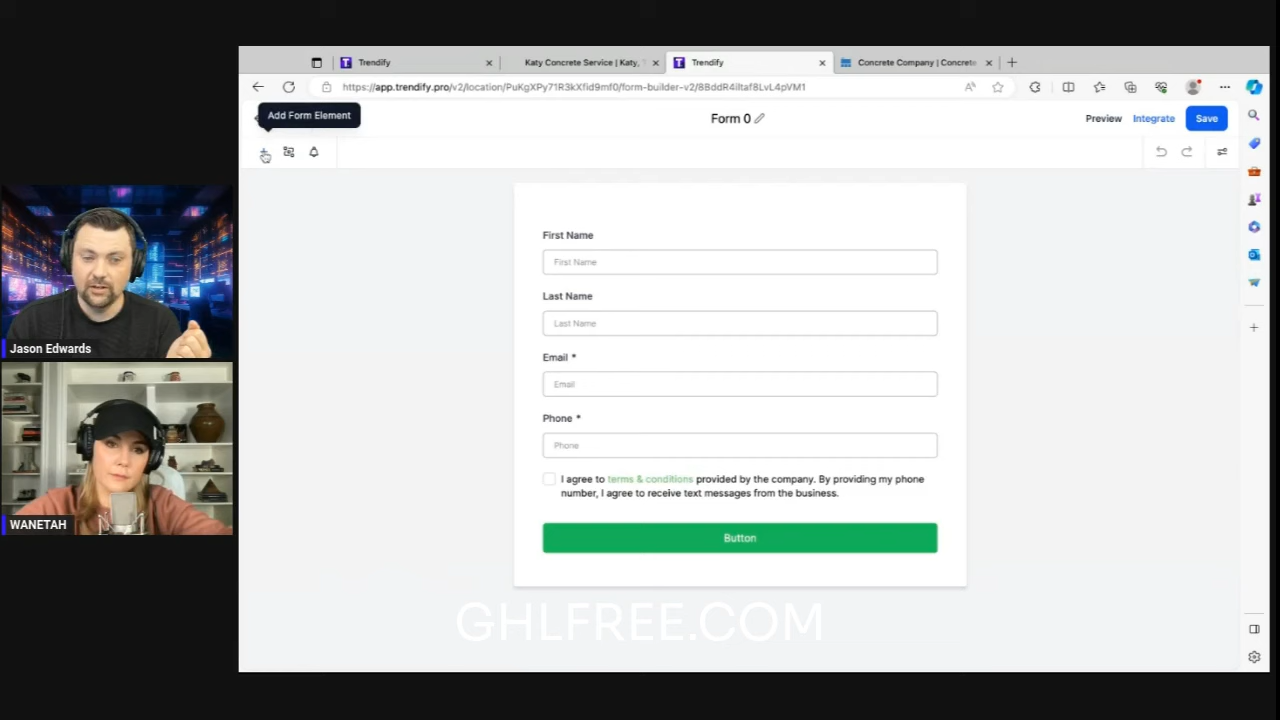 Trendify
Katy Concrete Service | Katy,
Trendify
Concrete Company | Concrete
https://app.trendify.pro/v2/location/PuKgXPy71R3kXfid9mf0/form-builder-v2/8BddR4iltaf8LvL4pVM1
Add Form Element
Form 0
Preview
Integrate
Save
First Name
First Name
Last Name
Last Name
Email *
Email
Phone *
Phone
I agree to terms & conditions provided by the company. By providing my phone
number, I agree to receive text messages from the business.
Button
Jason Edwards
WANETAH
GHLFREE.COM